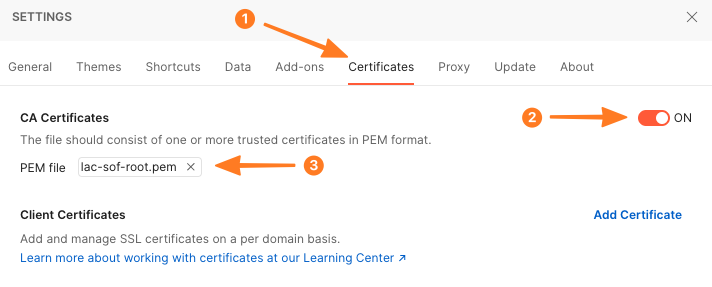 SETTINGS
1
General Themes Shortcuts Data Add-ons Certificates Proxy Update About
CA Certificates
2
ON
The file should consist of one or more trusted certificates in PEM format.
PEM file lac-sof-root.pem
3
Client Certificates
Add Certificate
Add and manage SSL certificates on a per domain basis.
Learn more about working with certificates at our Learning Center ↗